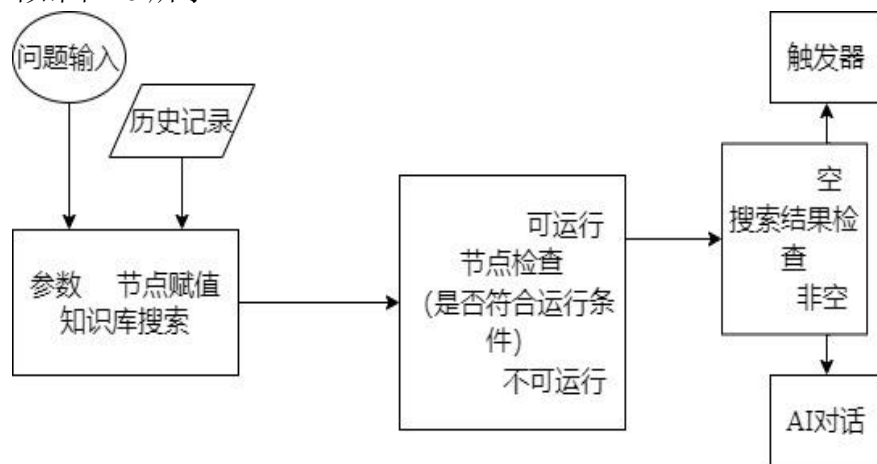 问题输入
历史记录
参数 节点赋值
知识库搜索
可运行
节点检查
(是否符合运行条
件)
不可运行
触发器
空
搜索结果检
查
非空
AI对话